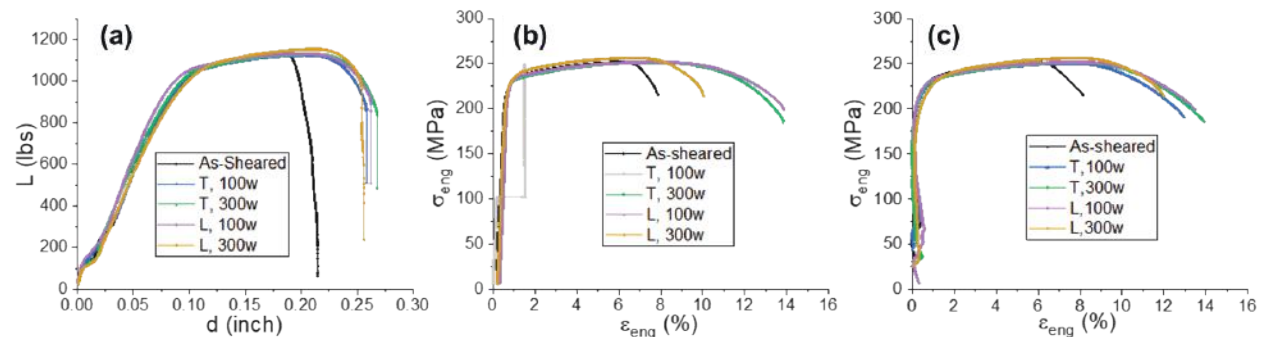 (a)
L (lbs)
1200
1000
800
600
400
200
0
As-Sheared
T, 100w
T, 300w
L, 100w
L, 300w
0.00 0.05 0.10 0.15 0.20 0.25 0.30
d (inch)
(b)
σeng (MPa)
300
250
200
150
100
50
0
As-sheared
T, 100w
T, 300w
L, 100w
L, 300w
0 2 4 6 8 10 12 14 16
εeng (%)
(c)
σeng (MPa)
300
250
200
150
100
50
0
As-sheared
T, 100w
T, 300w
L, 100w
L, 300w
0 2 4 6 8 10 12 14 16
εeng (%)